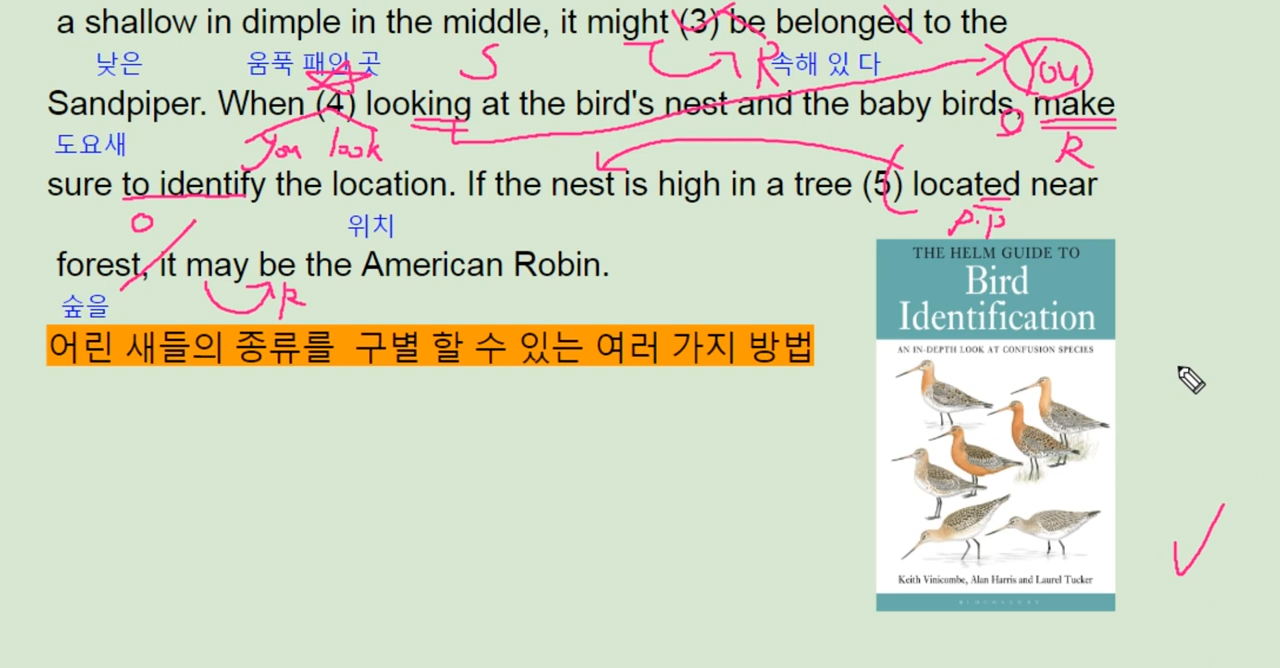 a shallow in dimple in the middle, it might (3) be belonged to the
낮은 움푹 패인 곳 S R 속해 있 다 You
Sandpiper. When (4) looking at the bird's nest and the baby birds, make
도요새 you look R
sure to identify the location. If the nest is high in a tree (5) located near
O 위치 P.P
forest, it may be the American Robin.
숲을 R
어린 새들의 종류를 구별 할 수 있는 여러 가지 방법
THE HELM GUIDE TO
Bird
Identification
AN IN-DEPTH LOOK AT CONFUSION SPECIES
Keith Vinicombe, Alan Harris and Laurel Tucker